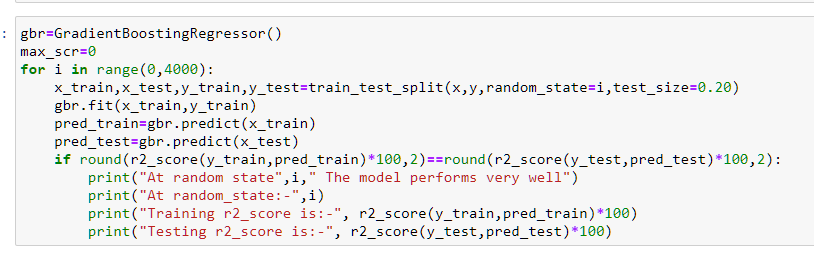 : gbr=GradientBoostingRegressor()
max_scr=0
for i in range(0,4000):
    x_train,x_test,y_train,y_test=train_test_split(x,y,random_state=i,test_size=0.20)
    gbr.fit(x_train,y_train)
    pred_train=gbr.predict(x_train)
    pred_test=gbr.predict(x_test)
    if round(r2_score(y_train,pred_train)*100,2)==round(r2_score(y_test,pred_test)*100,2):
        print("At random state",i," The model performs very well")
        print("At random_state:-",i)
        print("Training r2_score is:-", r2_score(y_train,pred_train)*100)
        print("Testing r2_score is:-", r2_score(y_test,pred_test)*100)